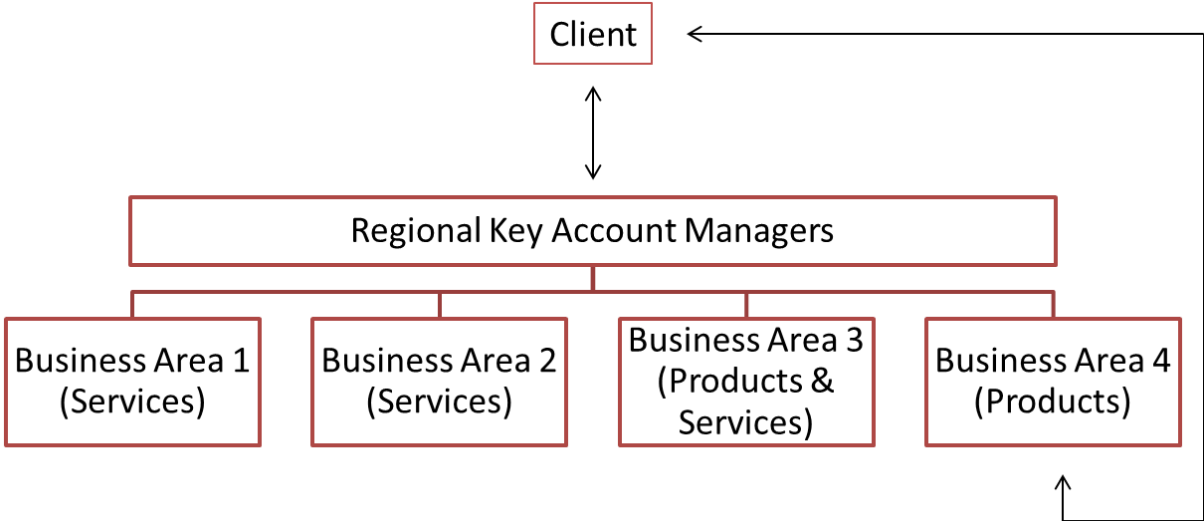 Client
Regional Key Account Managers
Business Area 1
(Services)
Business Area 2
(Services)
Business Area 3
(Products &
Services)
Business Area 4
(Products)